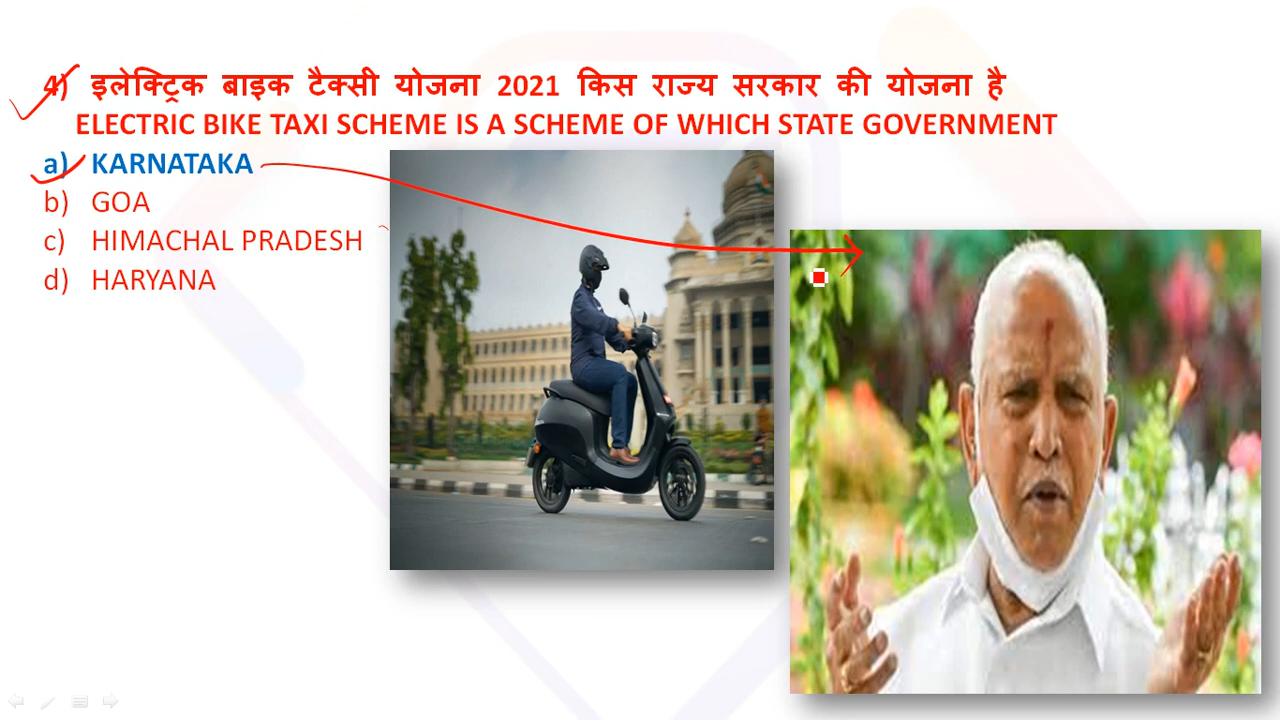 4) इलेक्ट्रिक बाइक टैक्सी योजना 2021 किस राज्य सरकार की योजना है
ELECTRIC BIKE TAXI SCHEME IS A SCHEME OF WHICH STATE GOVERNMENT
a) KARNATAKA
b) GOA
c) HIMACHAL PRADESH
d) HARYANA